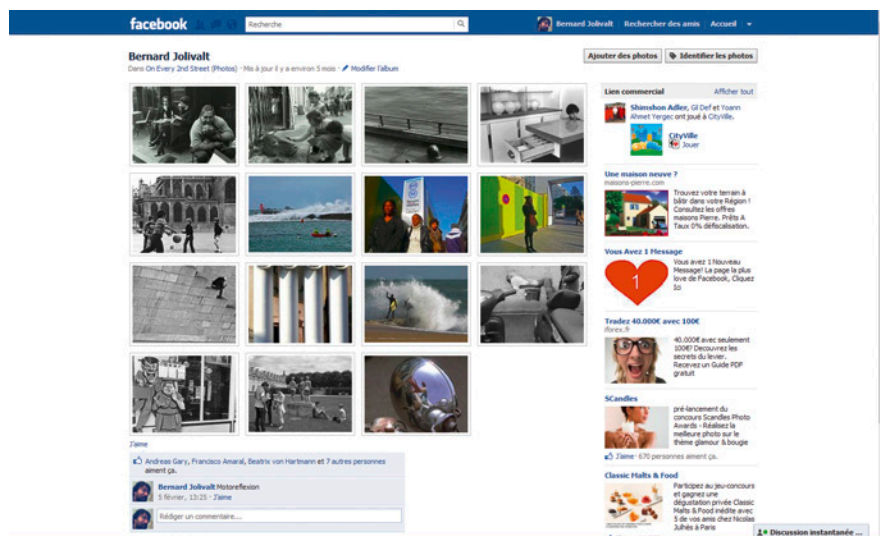 facebook
Recherche
Bernard Jolivalt Rechercher des amis Accueil
Bernard Jolivalt
Dans On Every 2nd Street (Photos) · Mis à jour il y a environ 5 mois · Modifier l'album
Ajouter des photos Identifier les photos
J'aime
Andreas Gary, Francisco Amaral, Beatrix von Hartmann et 7 autres personnes
aiment ça.
Bernard Jolivalt Motoreflexion
5 février, 13:25 · J'aime
Rédiger un commentaire...
Lien commercial Afficher tout
Shimshon Adler, Gil Def et Yoann
Ahmet Yergec ont joué à CityVille.
CityVille
Jouer
Une maison neuve ?
maisons-pierre.com
Trouvez votre terrain à
bâtir dans votre Région !
Consultez les offres
maisons Pierre. Prêts A
Taux 0% défiscalisation.
Vous Avez 1 Message
1
Vous avez 1 Nouveau
Message! La page la plus
love de Facebook, Cliquez
Ici
Tradez 40.000€ avec 100€
iforex.fr
40.000€ avec seulement
100€? Decouvrez les
secrets du levier.
Recevez un Guide PDF
gratuit
SCandles
pré-lancement du
concours Scandles Photo
Awards - Réalisez la
meilleure photo sur le
thème glamour & bougie
J'aime · 670 personnes aiment ça.
Classic Malts & Food
Participez au jeu-concours
et gagnez une
dégustation privée Classic
Malts & Food inédite avec
5 de vos amis chez Nicolas
Julhès à Paris
Discussion instantanée ...